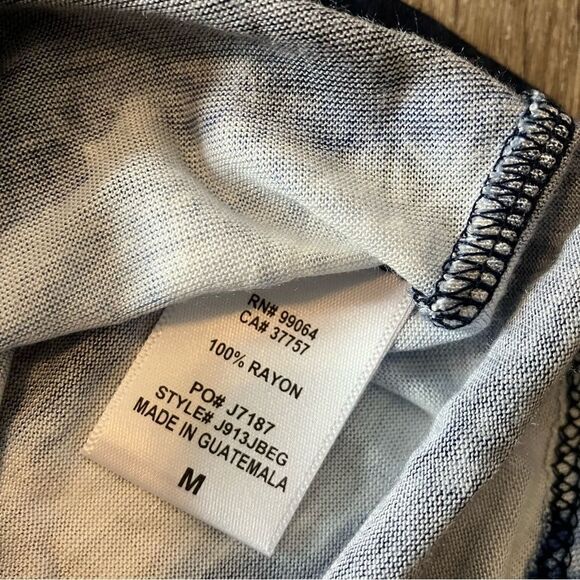 RN# 99064
CA# 37757
100% RAYON
PO# J7187
STYLE# J913JBEG
MADE IN GUATEMALA
M